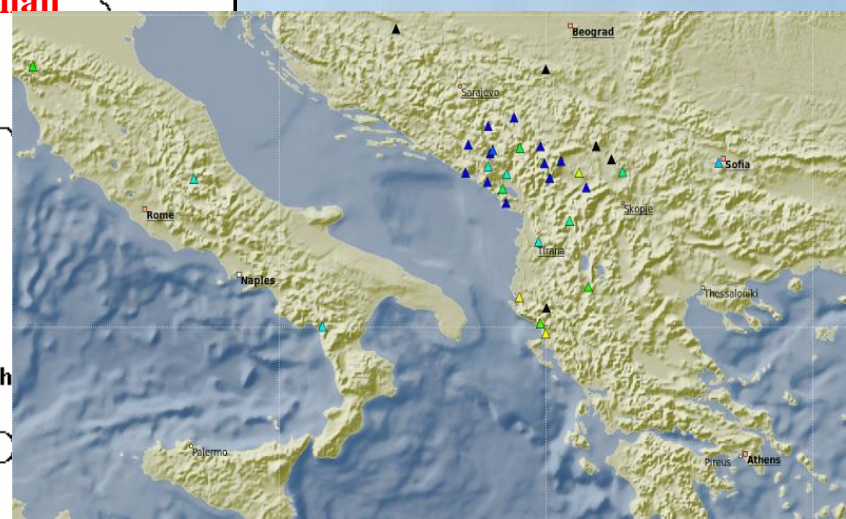 Beograd
Sarajevo
Sofia
Rome
Skopje
Tirana
Naples
Thessaloniki
h
Palermo
Pireus
Athens